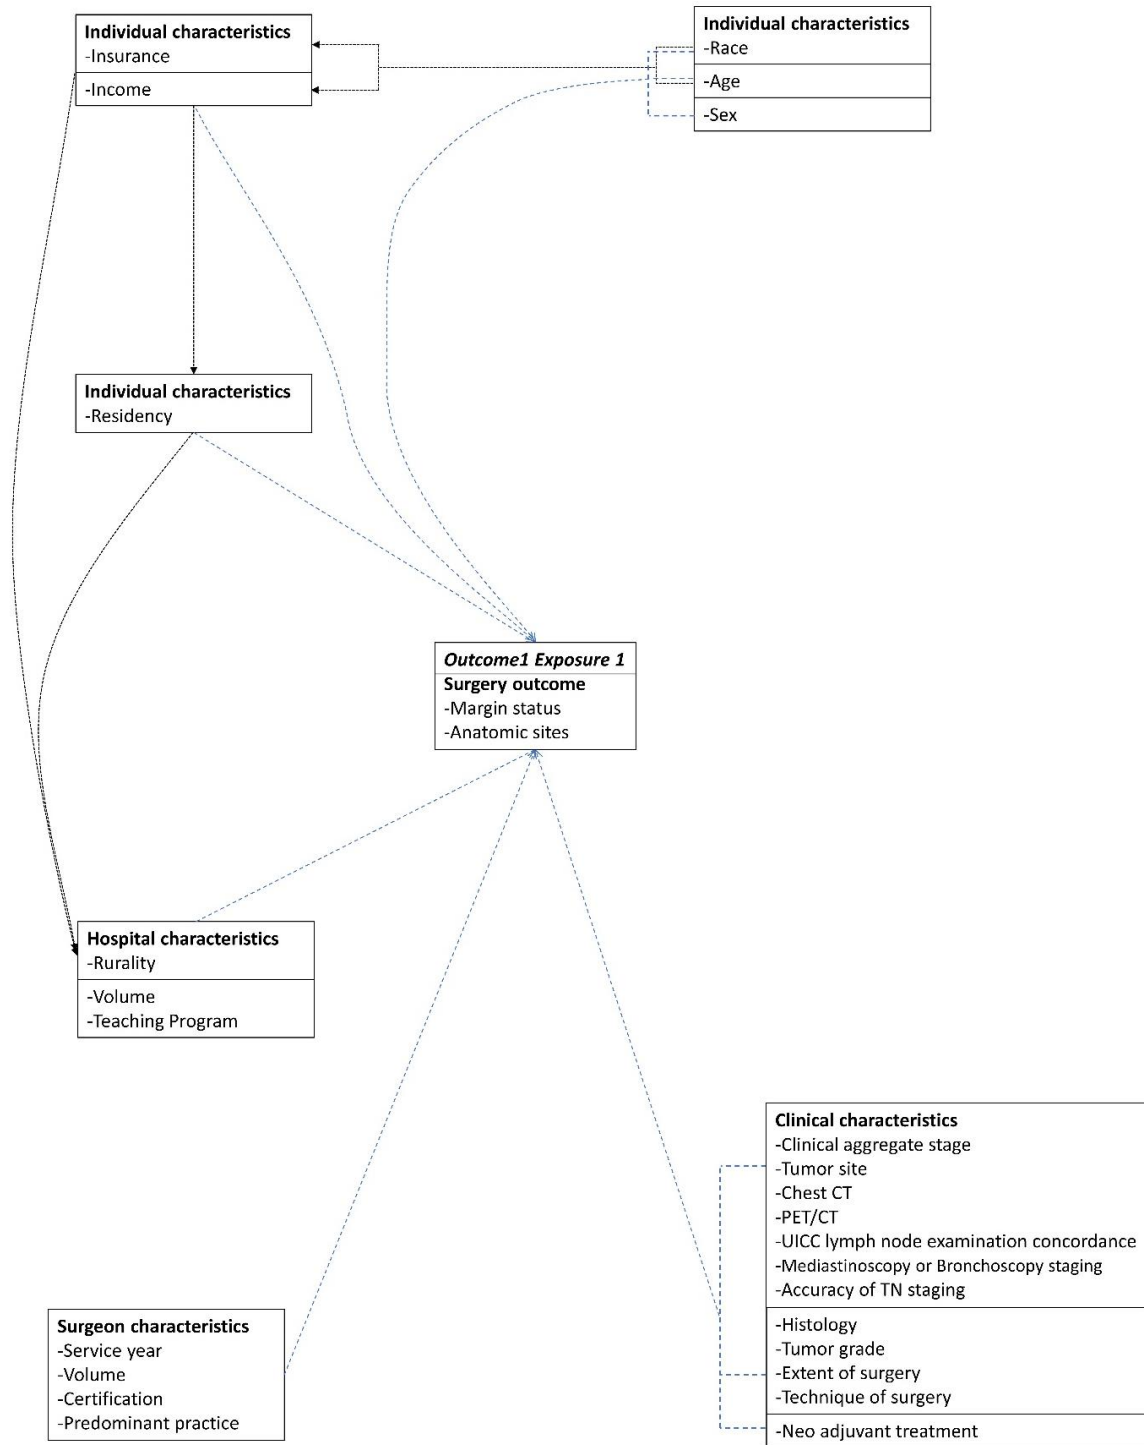 Individual characteristics
-Insurance
-Income
Individual characteristics
-Race
-Age
-Sex
Individual characteristics
-Residency
Outcome1 Exposure 1
Surgery outcome
-Margin status
-Anatomic sites
Hospital characteristics
-Rurality
-Volume
-Teaching Program
Clinical characteristics
-Clinical aggregate stage
-Tumor site
-Chest CT
-PET/CT
-UICC lymph node examination concordance
-Mediastinoscopy or Bronchoscopy staging
-Accuracy of TN staging
-Histology
-Tumor grade
-Extent of surgery
-Technique of surgery
-Neo adjuvant treatment
Surgeon characteristics
-Service year
-Volume
-Certification
-Predominant practice